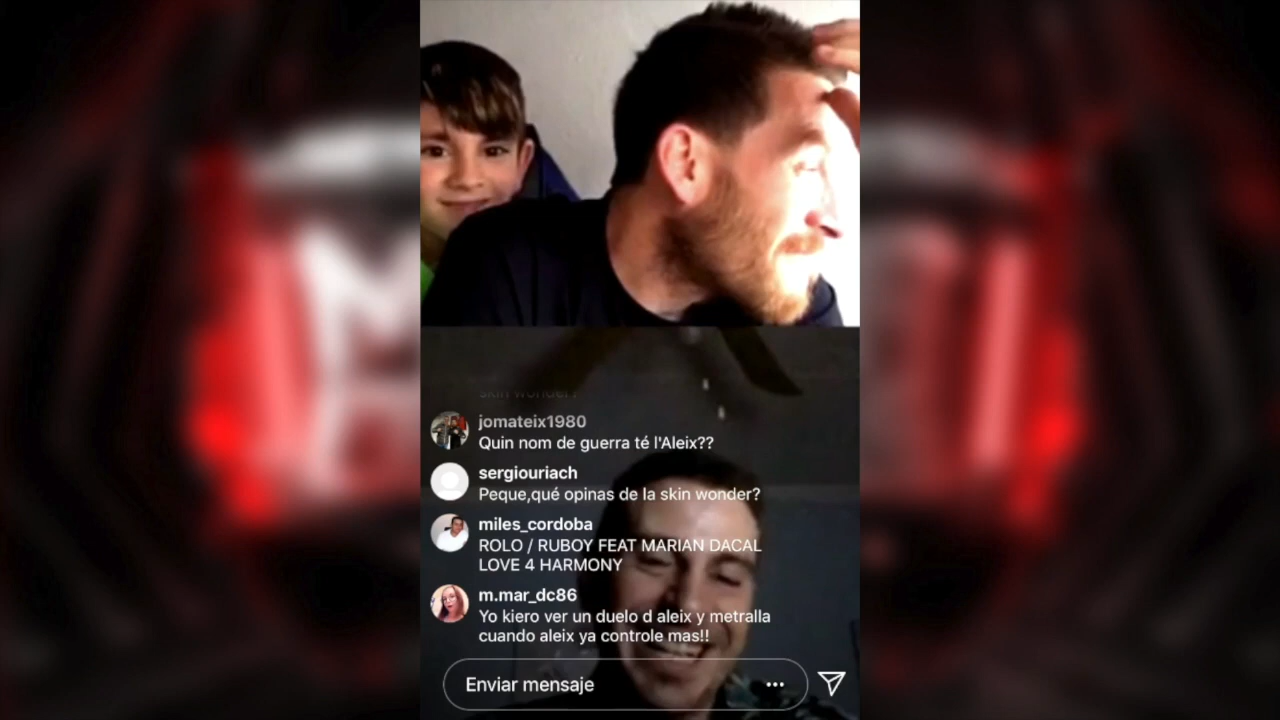 skin wonder?
jomateix1980
Quin nom de guerra té l'Aleix??
sergiouriach
Peque,qué opinas de la skin wonder?
miles_cordoba
ROLO / RUBOY FEAT MARIAN DACAL
LOVE 4 HARMONY
m.mar_dc86
Yo kiero ver un duelo d aleix y metralla
cuando aleix ya controle mas!!
Enviar mensaje